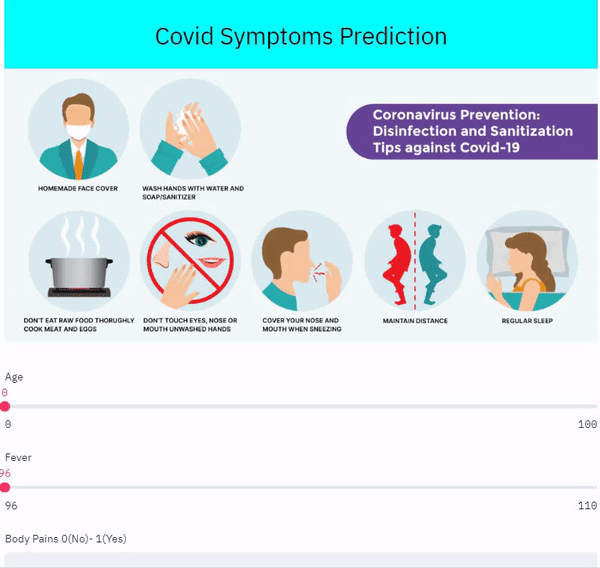 Covid Symptoms Prediction
Coronavirus Prevention:
Disinfection and Sanitization
Tips against Covid-19
HOMEMADE FACE COVER
WASH HANDS WITH WATER AND
SOAP/SANITIZER
DON'T EAT RAW FOOD THORUGHLY
COOK MEAT AND EGGS
DON'T TOUCH EYES, NOSE OR
MOUTH UNWASHED HANDS
COVER YOUR NOSE AND
MOUTH WHEN SNEEZING
MAINTAIN DISTANCE
REGULAR SLEEP
Age
0
0 100
Fever
96
96 110
Body Pains 0(No)- 1(Yes)